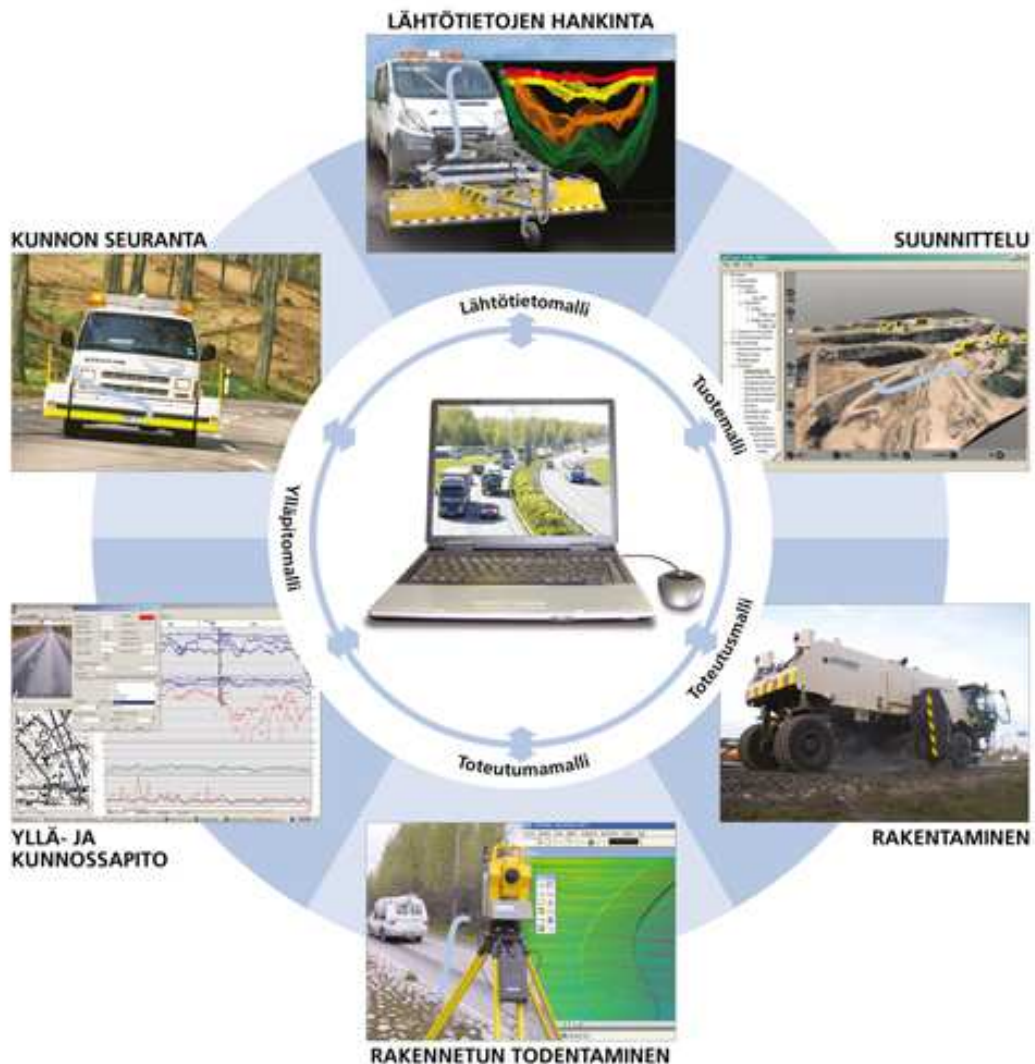 LÄHTÖTIETOJEN HANKINTA
KUNNON SEURANTA
SUUNNITTELU
Lähtötietomalli
Tuotemalli
Ylläpitomalli
Toteutusmalli
Toteutumamalli
YLLÄ- JA
KUNNOSSAPITO
RAKENTAMINEN
RAKENNETUN TODENTAMINEN